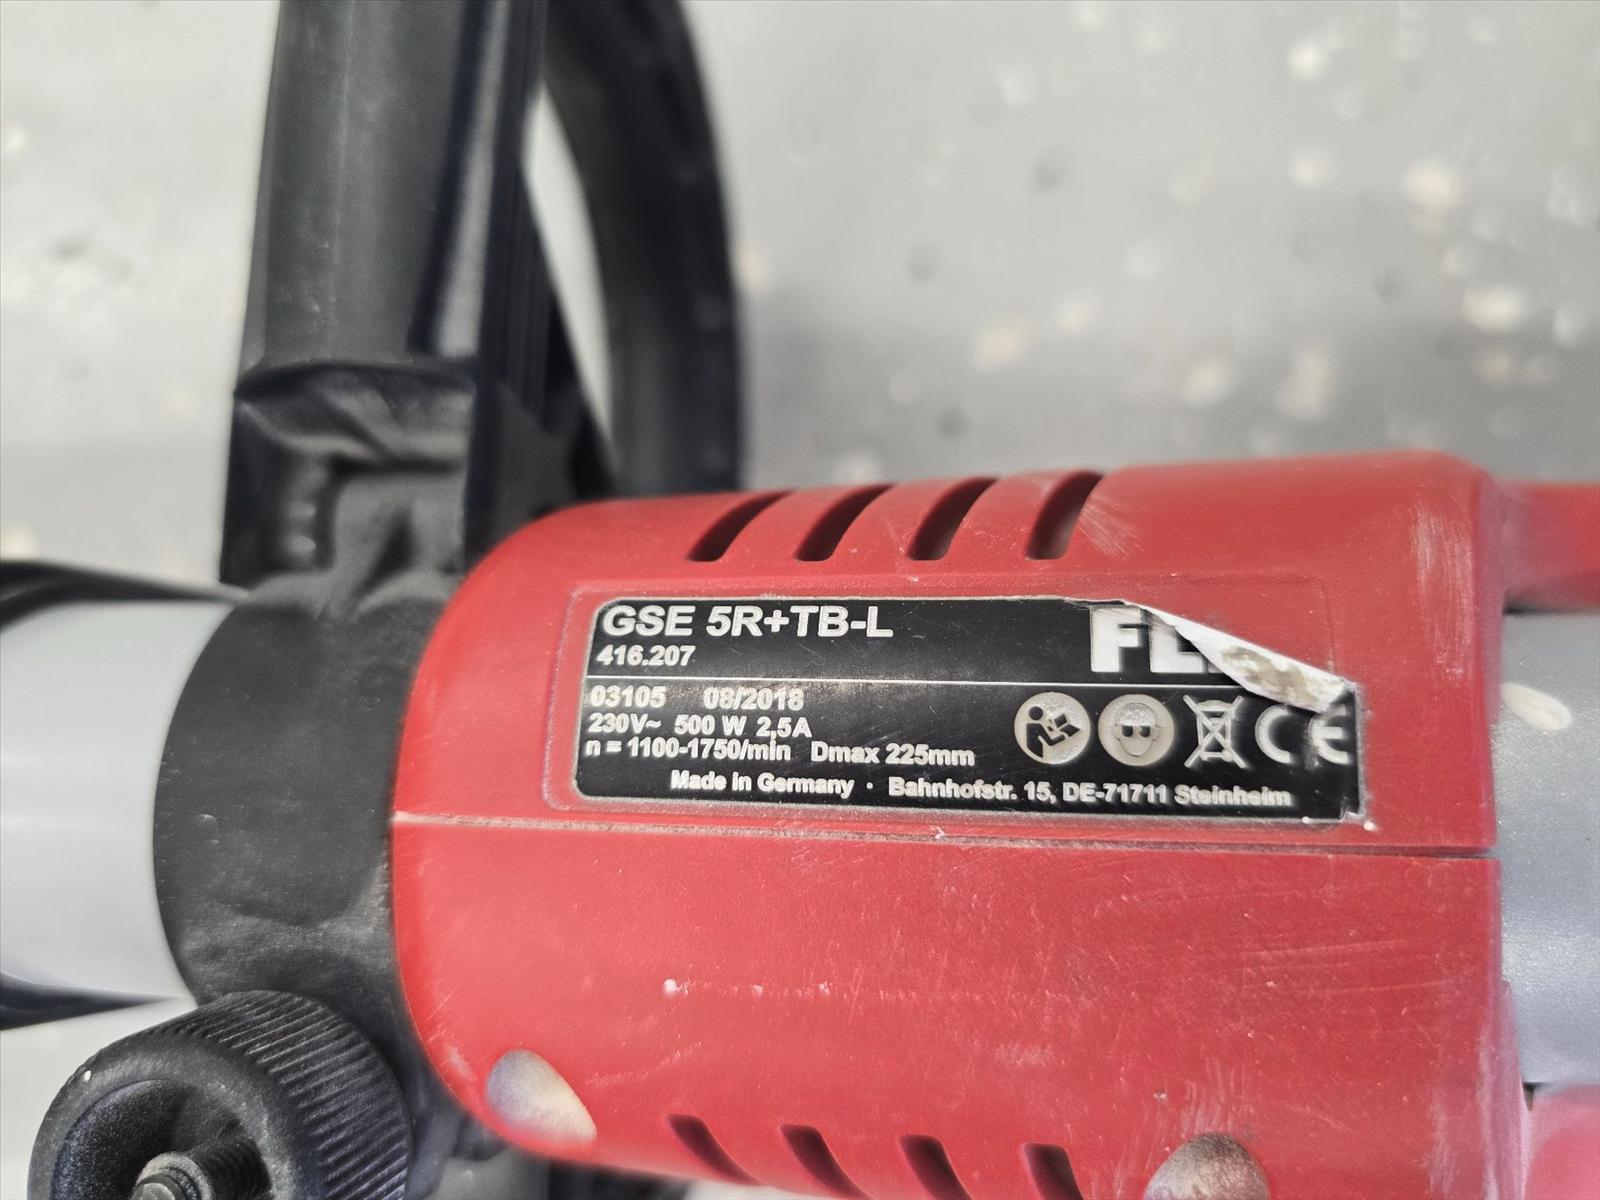 GSE 5R+TB-L
416.207
03105 08/2018
230V~ 500 W 2,5A
n = 1100-1750/min Dmax 225mm
CE
Made in Germany · Bahnhofstr. 15, DE-71711 Steinheim